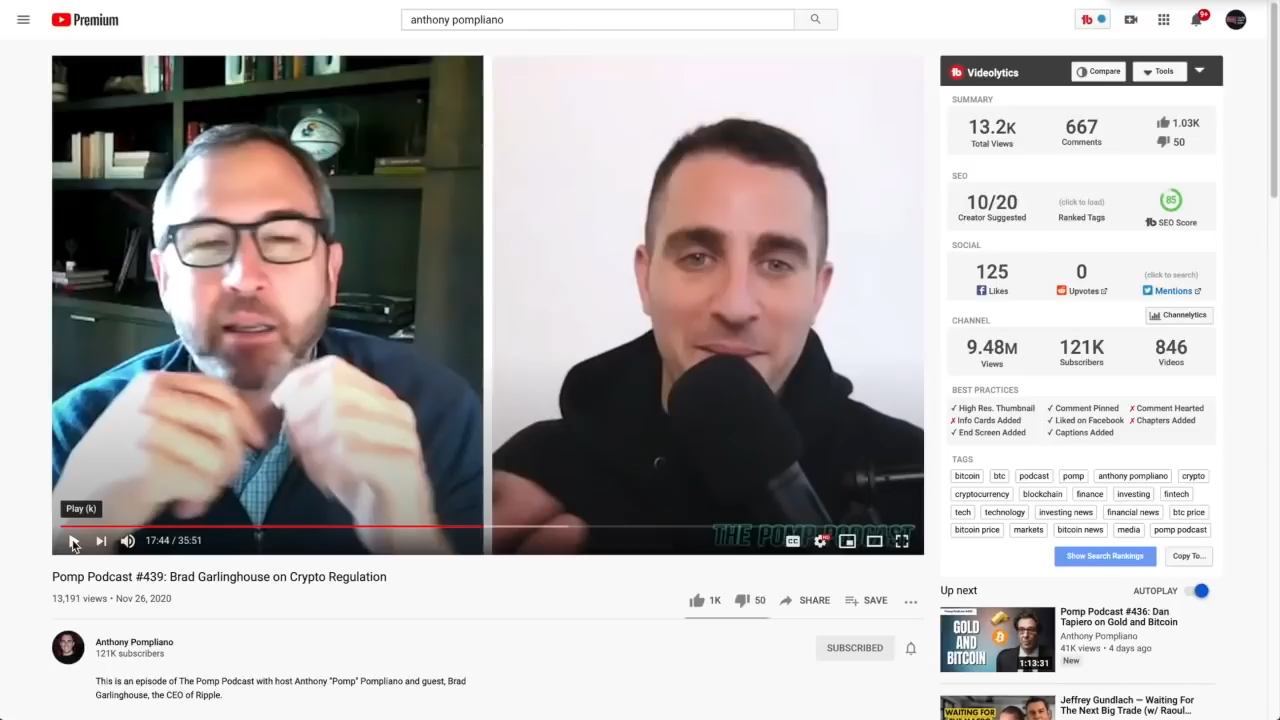 Premium
anthony pompliano
9+
Play (k)
17:44 / 35:51
THE POMP PODCAST
CC
HD
Pomp Podcast #439: Brad Garlinghouse on Crypto Regulation
13,191 views • Nov 26, 2020
1K
50
SHARE
SAVE
Anthony Pompliano
121K subscribers
SUBSCRIBED
This is an episode of The Pomp Podcast with host Anthony "Pomp" Pompliano and guest, Brad
Garlinghouse, the CEO of Ripple.
tb Videolytics
Compare
Tools
SUMMARY
13.2K
Total Views
667
Comments
1.03K
50
SEO
10/20
Creator Suggested
(click to load)
Ranked Tags
85
tb SEO Score
SOCIAL
125
Likes
0
Upvotes
(click to search)
Mentions
CHANNEL
Channelytics
9.48M
Views
121K
Subscribers
846
Videos
BEST PRACTICES
✓ High Res. Thumbnail ✓ Comment Pinned ✗ Comment Hearted
✗ Info Cards Added ✓ Liked on Facebook ✗ Chapters Added
✓ End Screen Added ✓ Captions Added
TAGS
bitcoin btc podcast pomp anthony pompliano crypto
cryptocurrency blockchain finance investing fintech
tech technology investing news financial news btc price
bitcoin price markets bitcoin news media pomp podcast
Show Search Rankings
Copy To...
Up next
AUTOPLAY
GOLD
AND
BITCOIN
1:13:31
Pomp Podcast #436: Dan
Tapiero on Gold and Bitcoin
Anthony Pompliano
41K views • 4 days ago
New
WAITING FOR
Jeffrey Gundlach — Waiting For
The Next Big Trade (w/ Raoul...